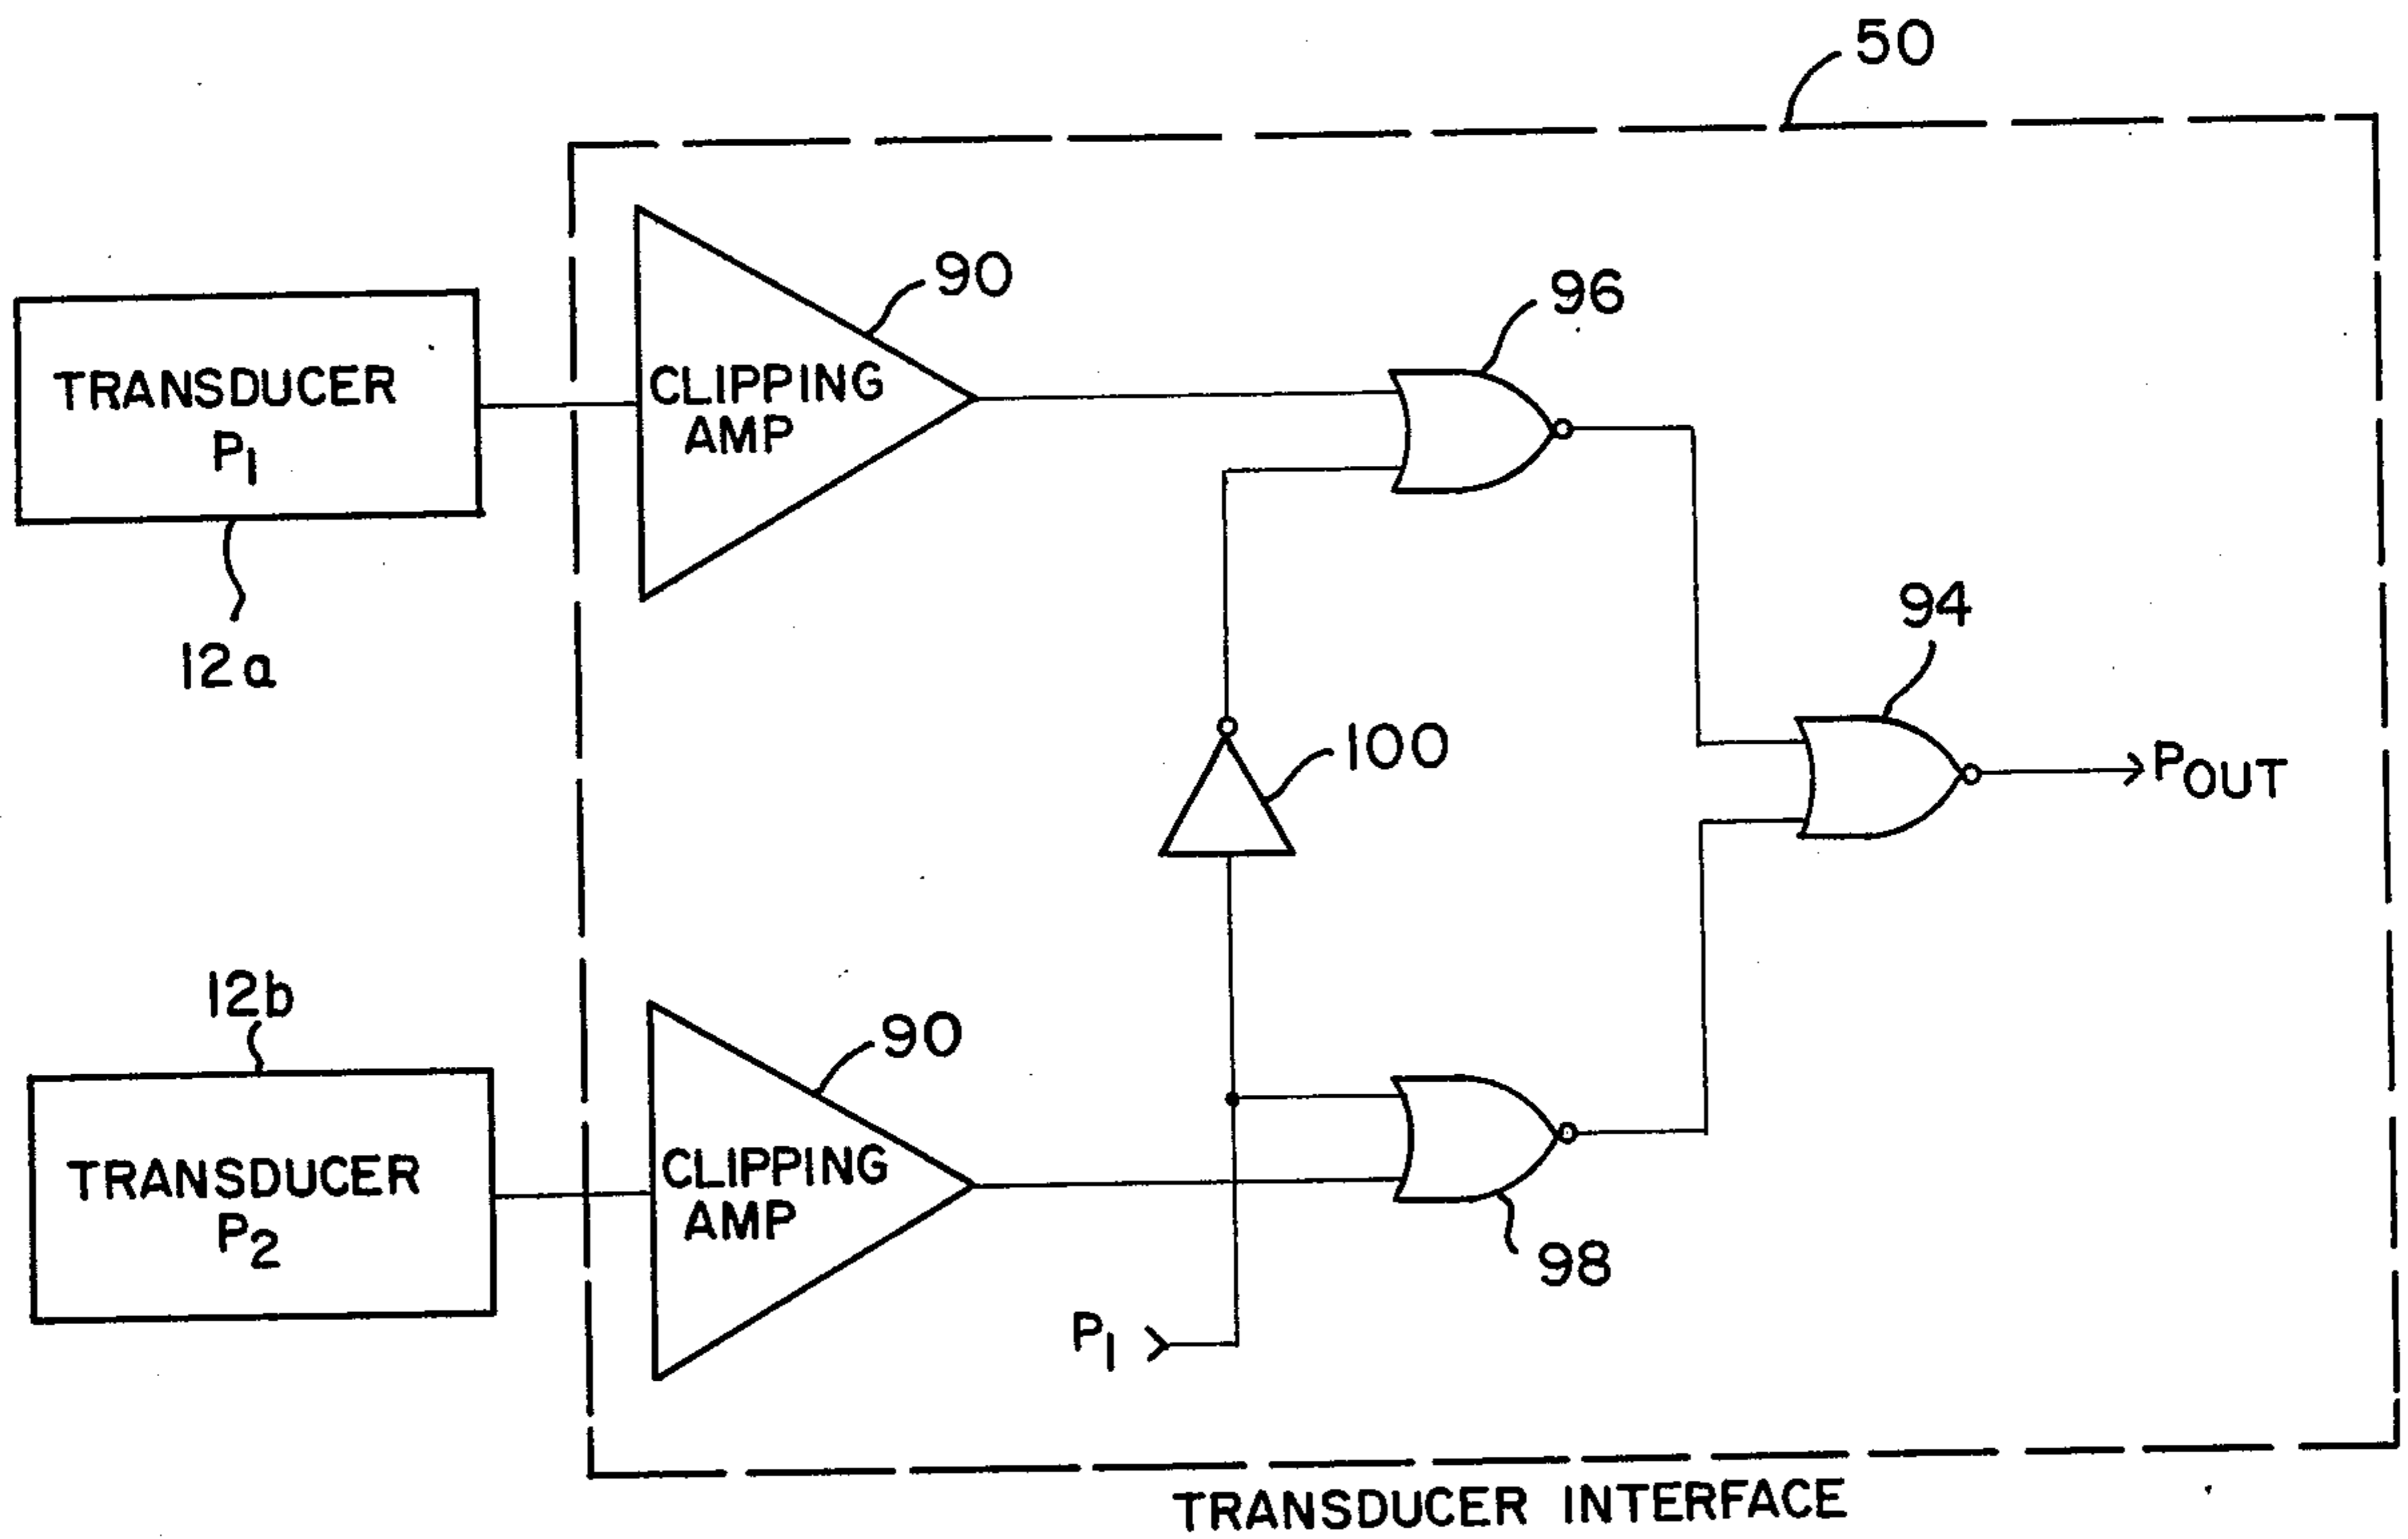 50
90
96
TRANSDUCER
P1
CLIPPING
AMP
12a
94
100
POUT
12b
90
TRANSDUCER
P2
CLIPPING
AMP
98
P1
TRANSDUCER INTERFACE